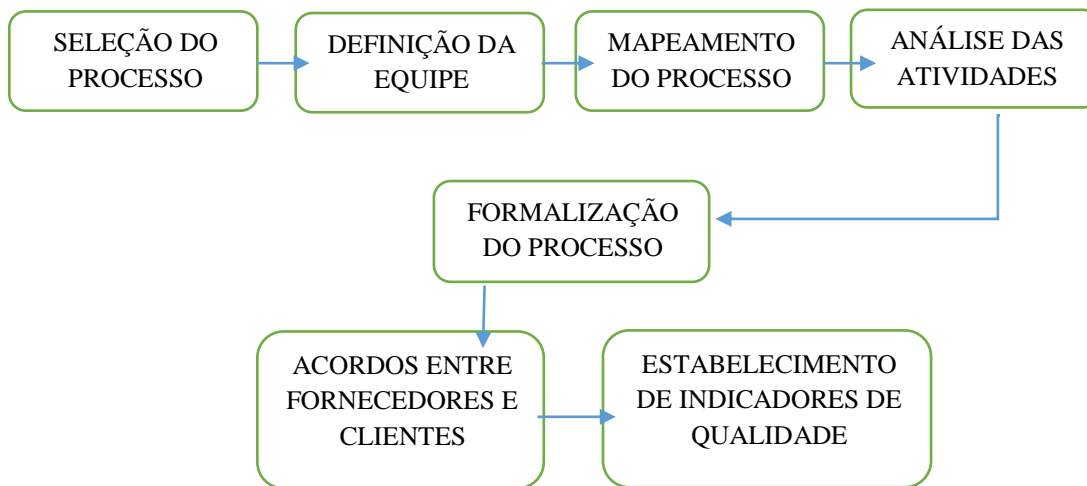 SELEÇÃO DO
PROCESSO
DEFINIÇÃO DA
EQUIPE
MAPEAMENTO
DO PROCESSO
ANÁLISE DAS
ATIVIDADES
FORMALIZAÇÃO
DO PROCESSO
ACORDOS ENTRE
FORNECEDORES E
CLIENTES
ESTABELECIMENTO
DE INDICADORES DE
QUALIDADE